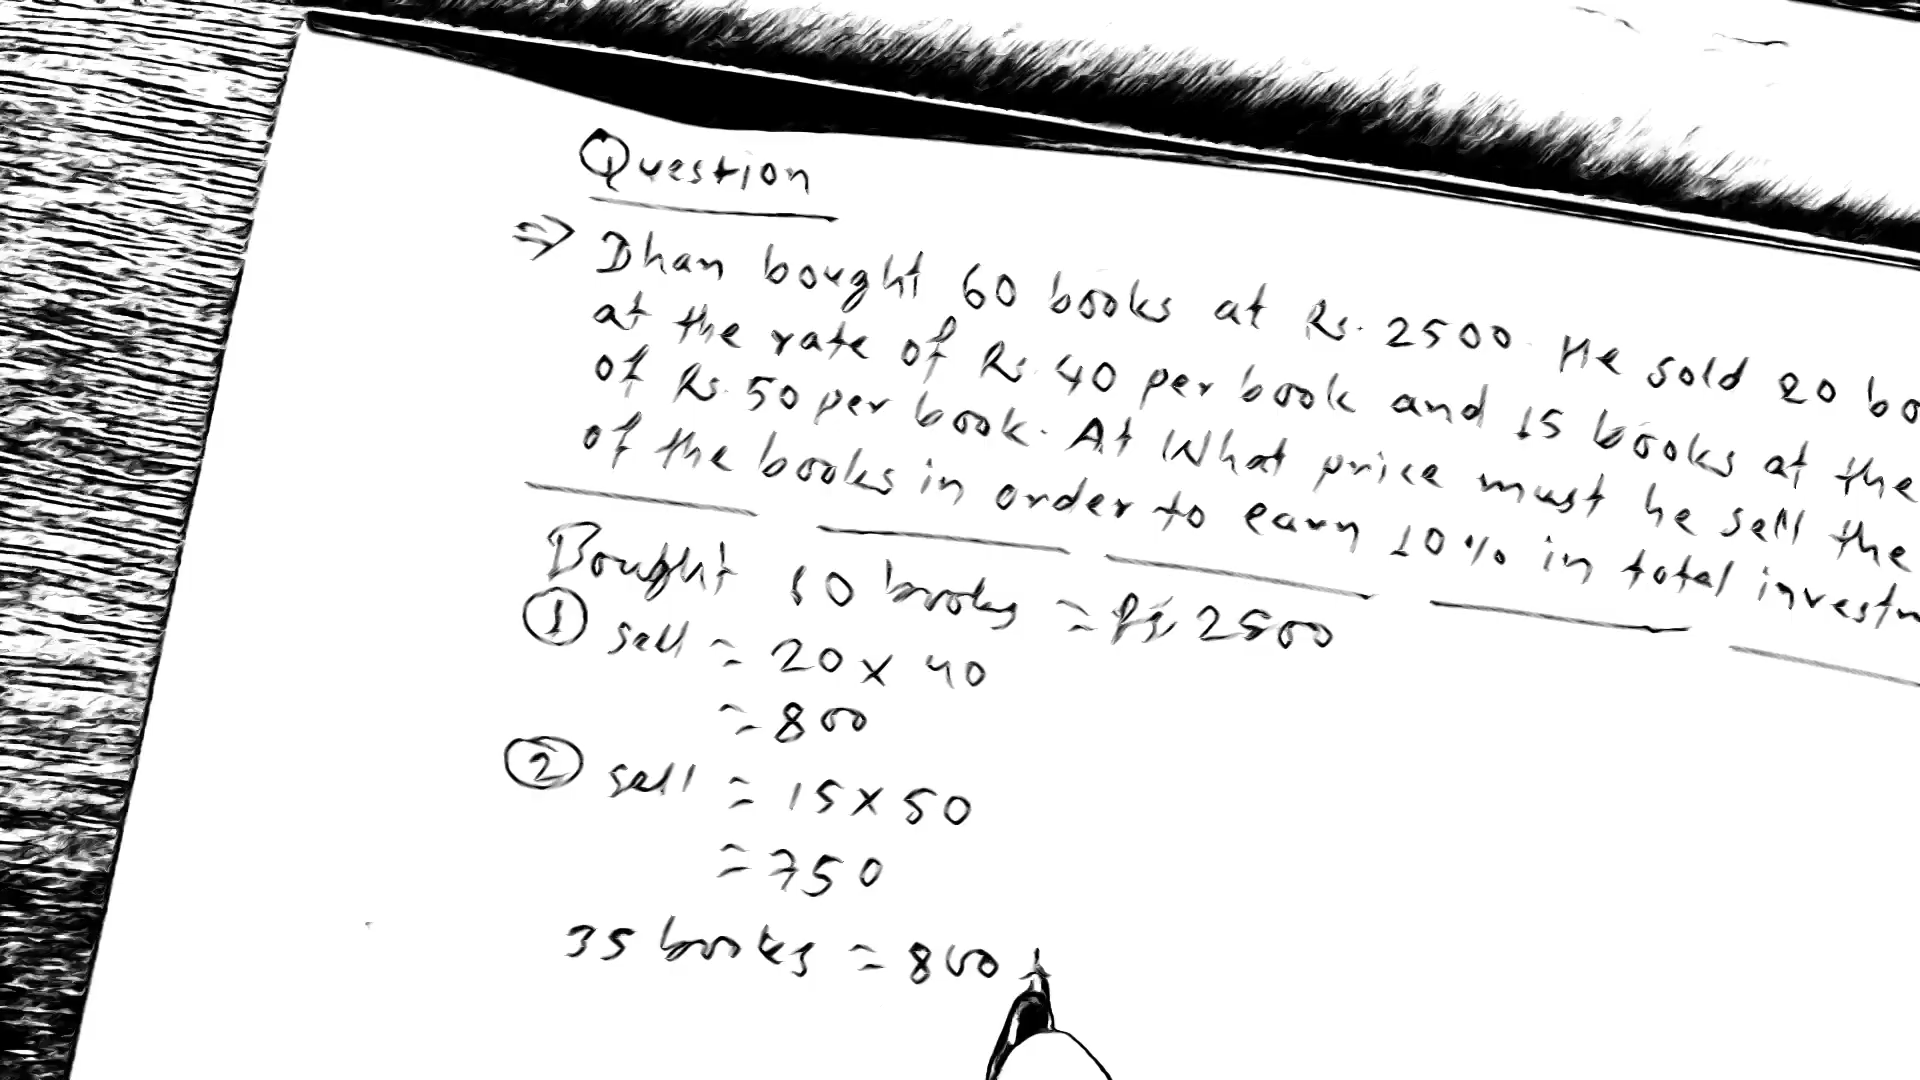 Question
⇒ Dhan bought 60 books at Rs. 2500. He sold 20 bo
at the rate of Rs. 40 per book and 15 books at the
of Rs. 50 per book. At What price must he sell the
of the books in order to earn 10% in total investm
Bought 60 books = Rs 2500
① sell = 20 x 40
= 800
② sell = 15 x 50
= 750
35 books = 800 +